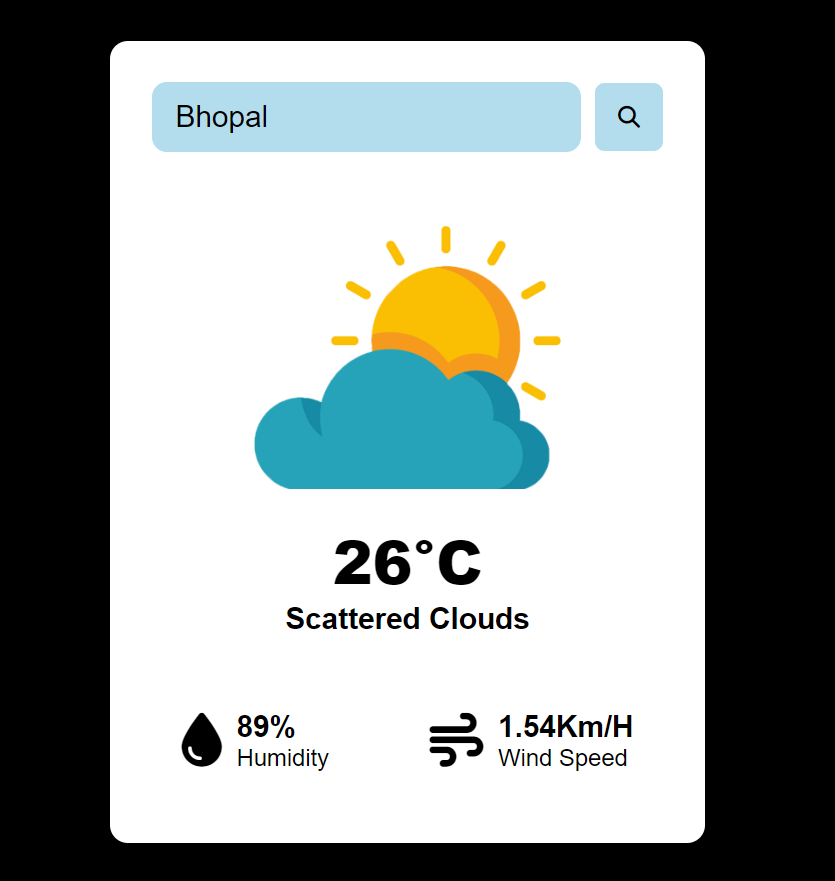 Bhopal
26°C
Scattered Clouds
89%
Humidity
1.54Km/H
Wind Speed